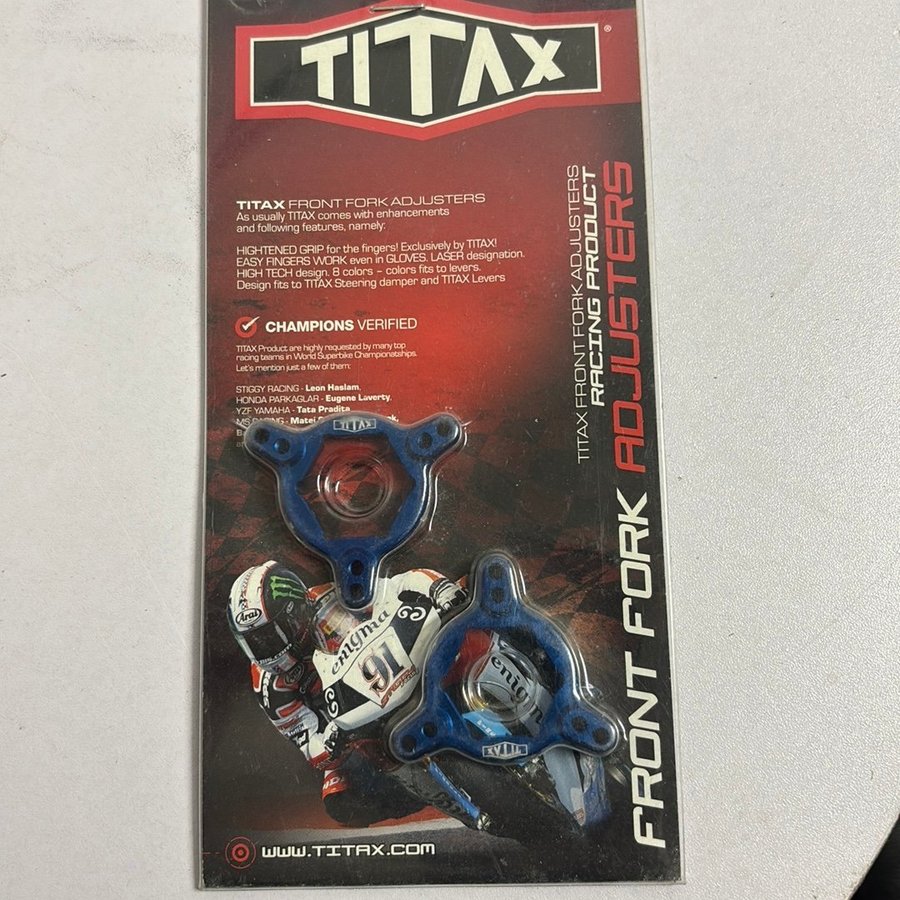 TITAX
®
TITAX FRONT FORK ADJUSTERS
As usually TITAX comes with enhancements
and following features, namely:
HIGHTENED GRIP for the fingers! Exclusively by TITAX!
EASY FINGERS WORK even in GLOVES. LASER designation.
HIGH TECH design. 8 colors – colors fits to levers.
Design fits to TITAX Steering damper and TITAX Levers
CHAMPIONS VERIFIED
TITAX Product are highly requested by many top
racing teams in World Superbike Championatships.
Let's mention just a few of them:
STIGGY RACING - Leon Haslam,
HONDA PARKAGLAR - Eugene Laverty,
YZF YAMAHA - Tata Pradita
MS RACING - Matej
TITAX
Arai
enigma
91
enigm
TITAX
WWW.TITAX.COM
TITAX FRONT FORK ADJUSTERS
RACING PRODUCT
FRONT FORK ADJUSTERS